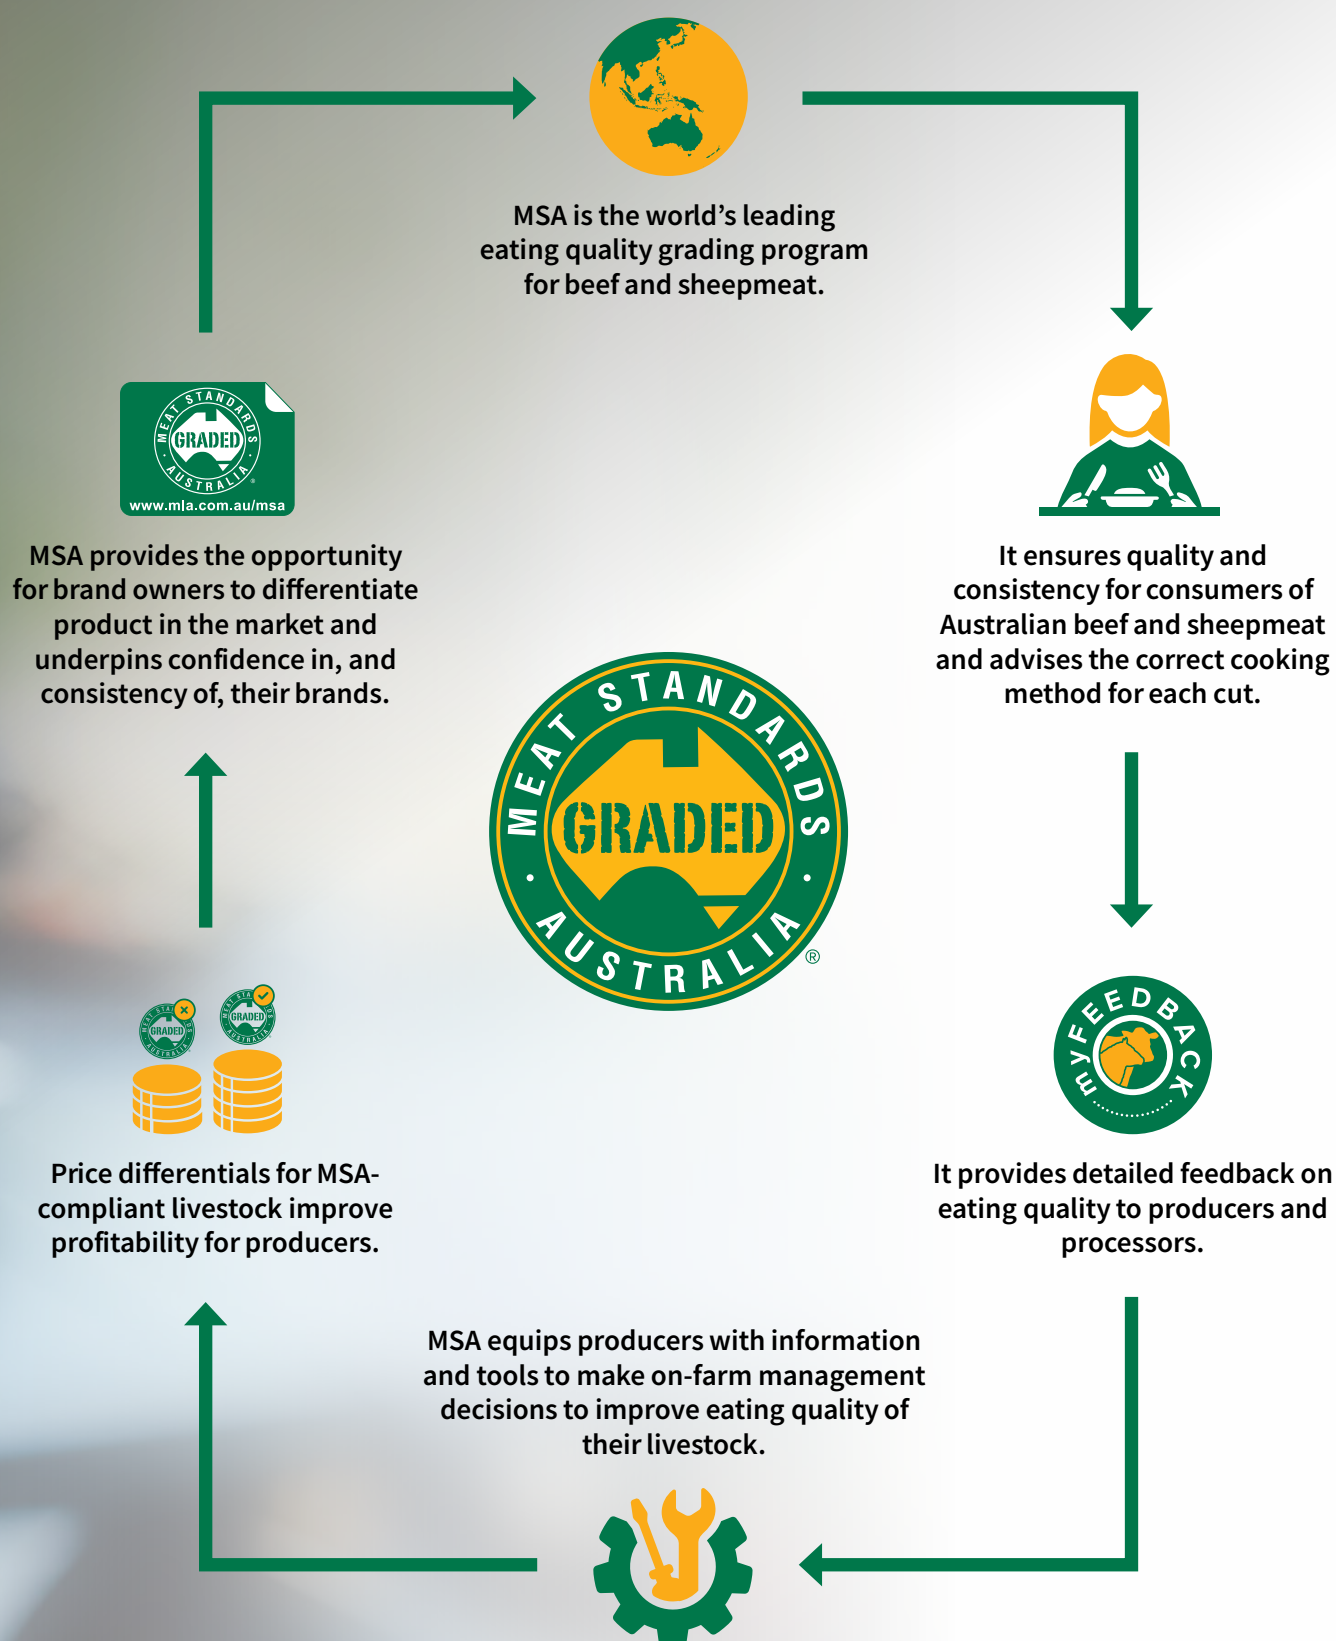 MSA is the world’s leading
eating quality grading program
for beef and sheepmeat.
MEAT STANDARDS
GRADED
AUSTRALIA
®
www.mla.com.au/msa
MSA provides the opportunity
for brand owners to differentiate
product in the market and
underpins confidence in, and
consistency of, their brands.
It ensures quality and
consistency for consumers of
Australian beef and sheepmeat
and advises the correct cooking
method for each cut.
MEAT STANDARDS
GRADED
AUSTRALIA
®
GRADED
AUSTRALIA
GRADED
AUSTRALIA
myFEEDBACK
Price differentials for MSA-
compliant livestock improve
profitability for producers.
It provides detailed feedback on
eating quality to producers and
processors.
MSA equips producers with information
and tools to make on-farm management
decisions to improve eating quality of
their livestock.